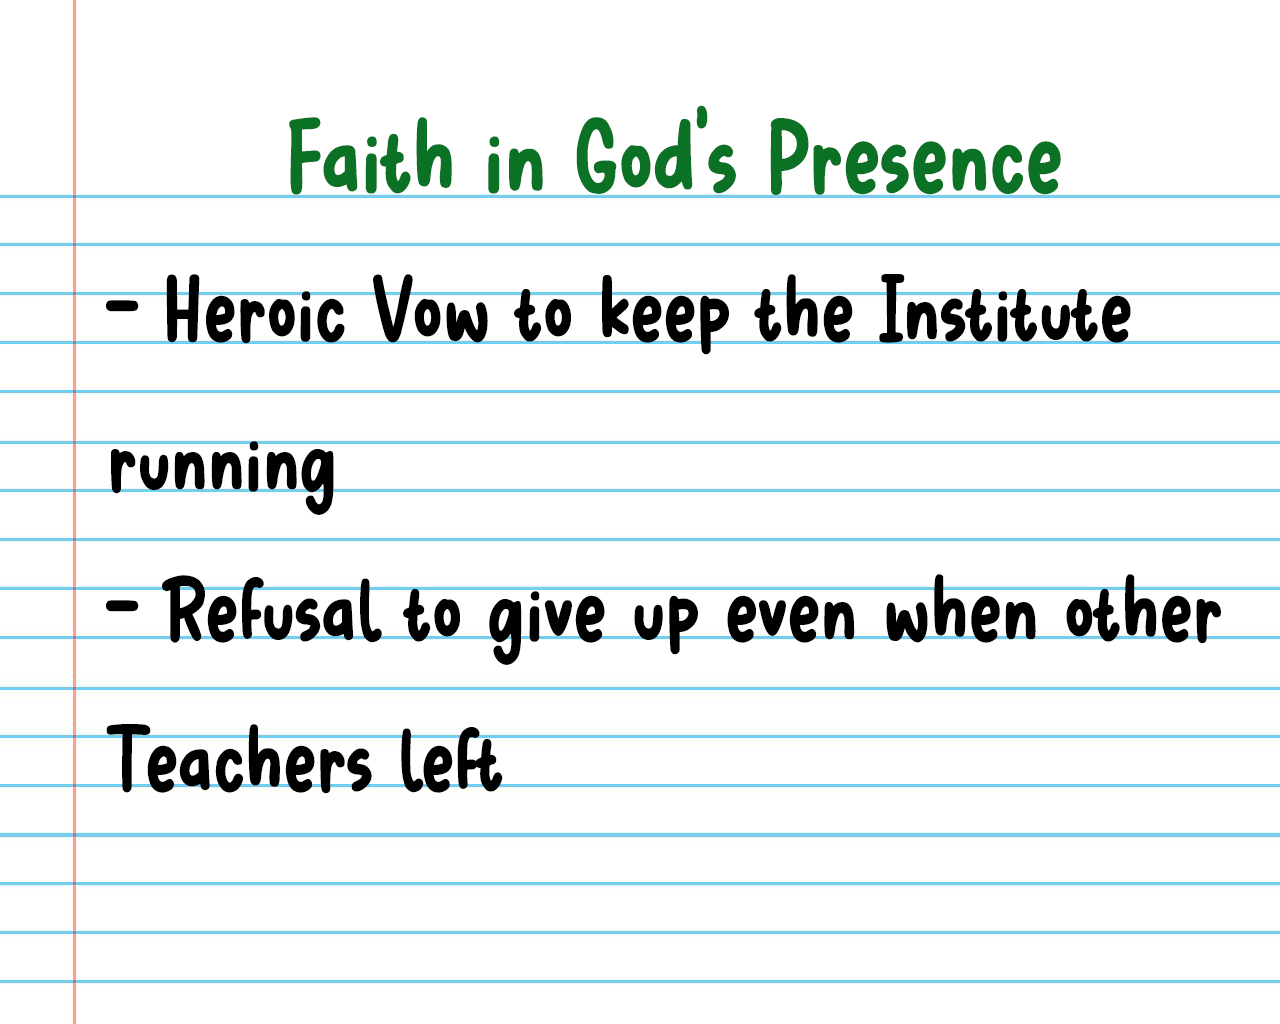 Faith in God's Presence
- Heroic Vow to keep the Institute
running
- Refusal to give up even when other
Teachers left